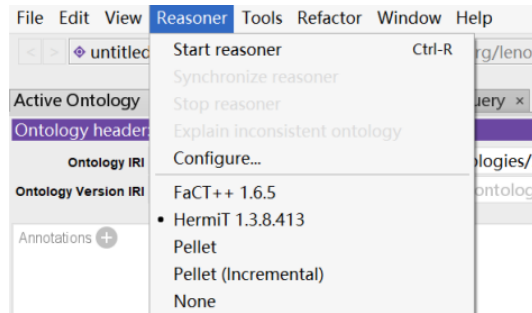 File Edit View Reasoner Tools Refactor Window Help
< > untitled rg/leno
Start reasoner Ctrl-R
Synchronize reasoner
Active Ontology Stop reasoner uery ×
Ontology header: Explain inconsistent ontology
Ontology IRI Configure... ologies/
Ontology Version IRI FaCT++ 1.6.5 ontolog
• HermiT 1.3.8.413
Annotations Pellet
Pellet (Incremental)
None